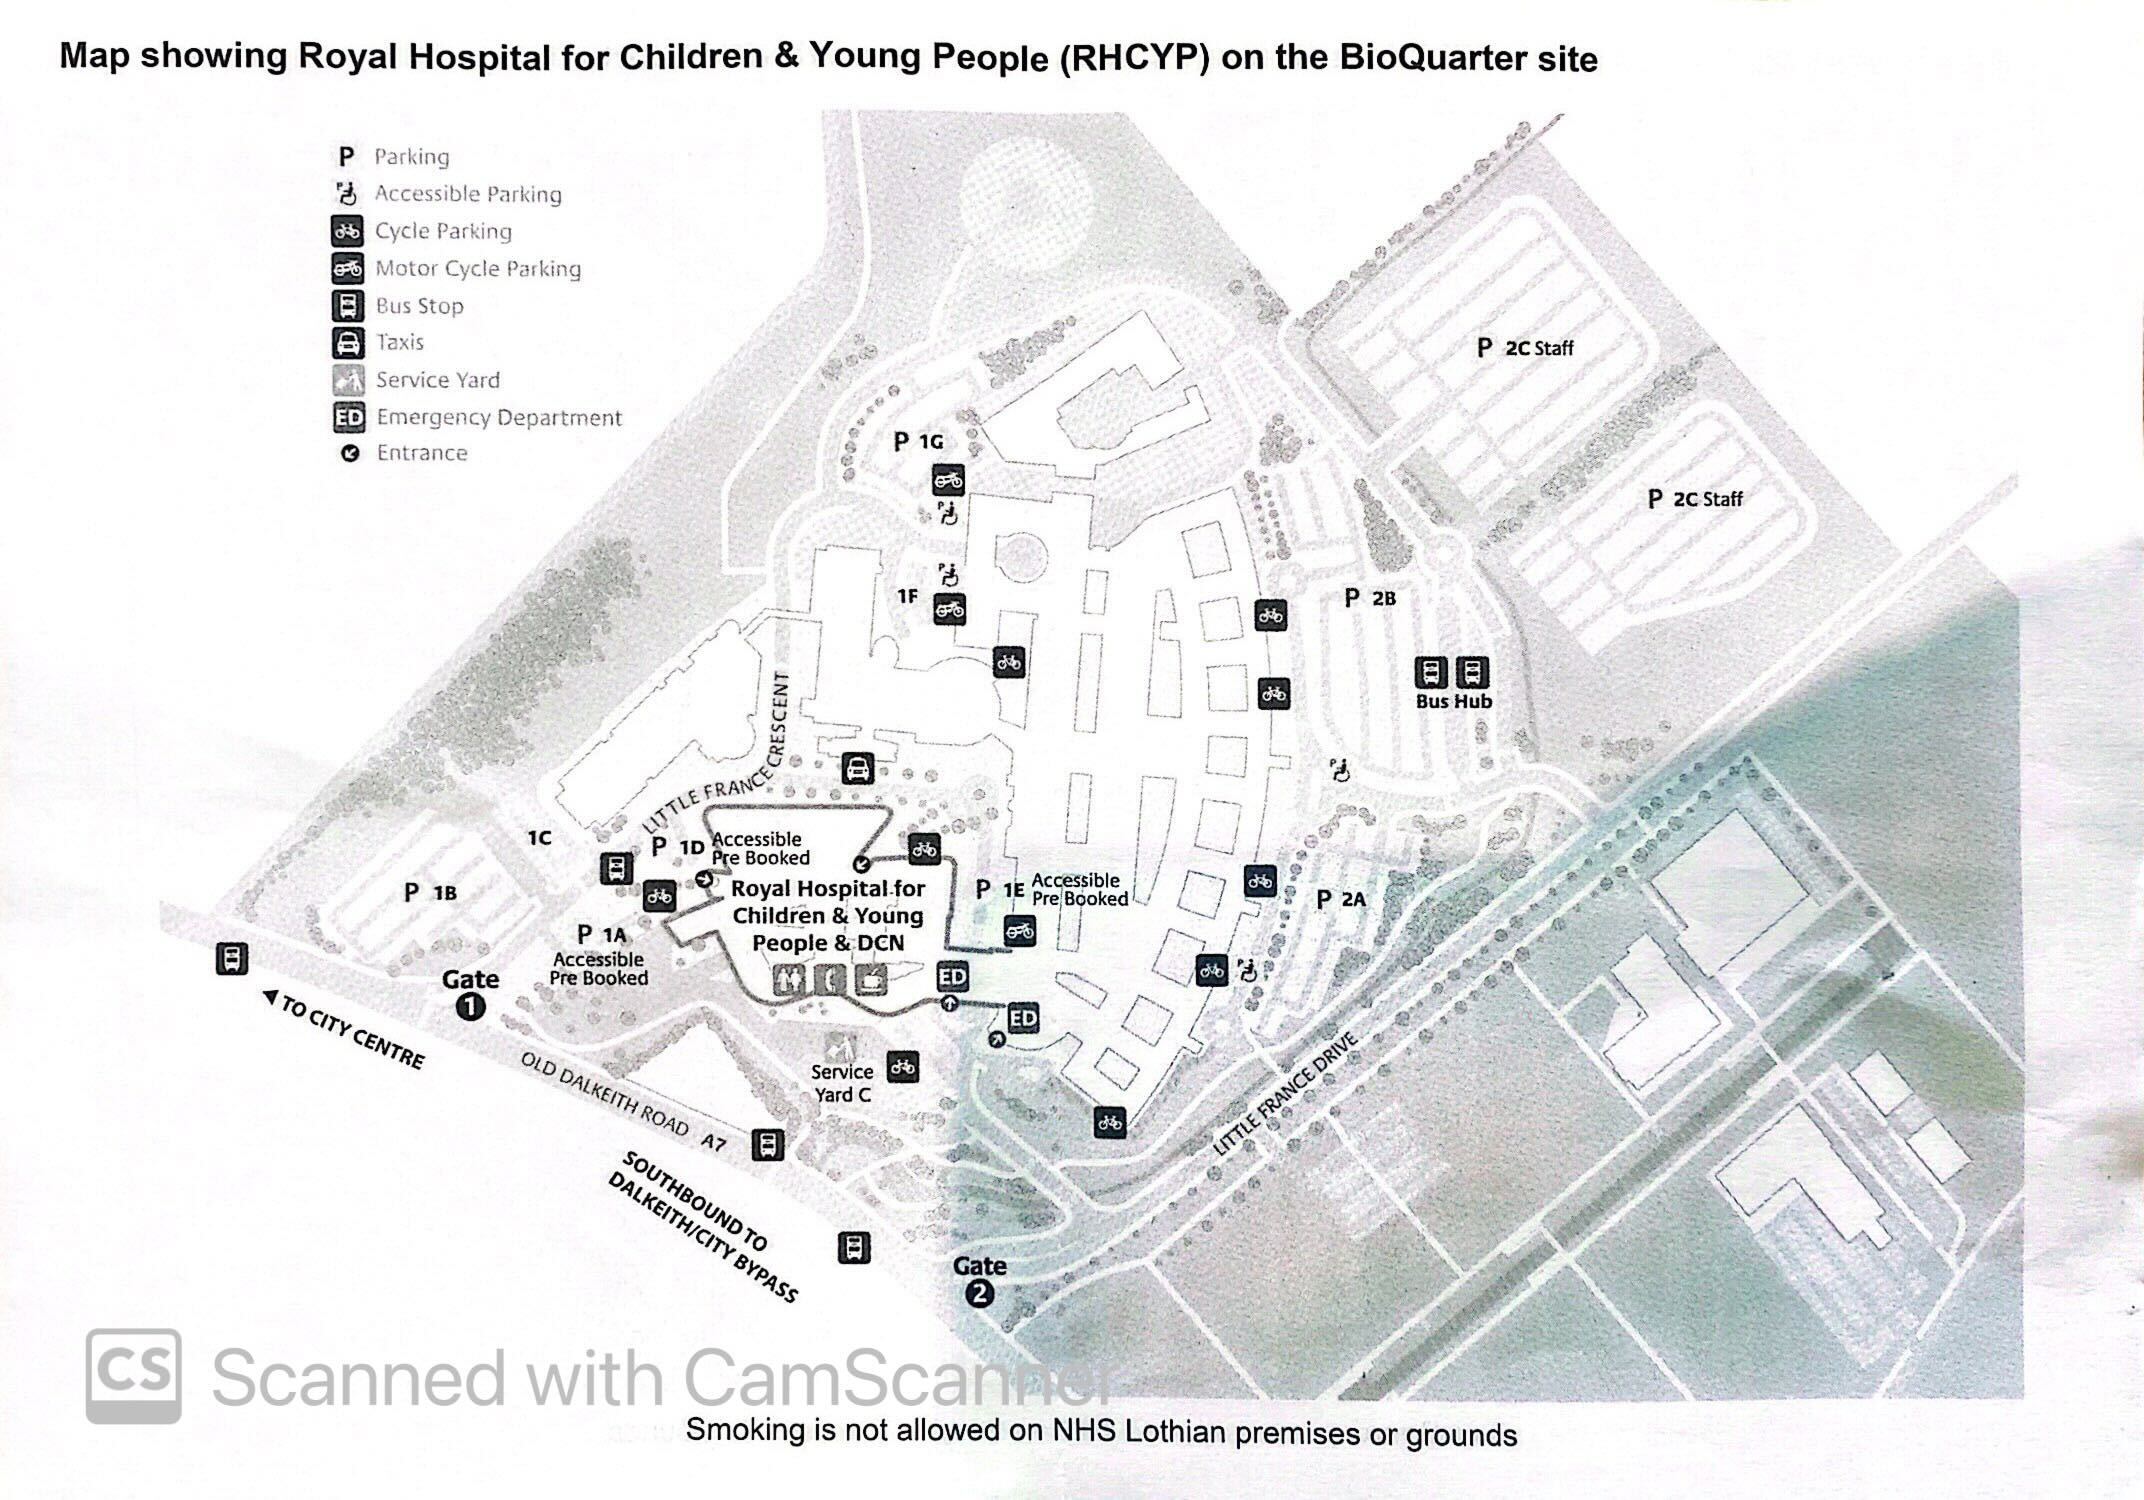 Map showing Royal Hospital for Children & Young People (RHCYP) on the BioQuarter site
P Parking
Accessible Parking
Cycle Parking
Motor Cycle Parking
Bus Stop
Taxis
Service Yard
ED Emergency Department
Entrance
P 2C Staff
P 2C Staff
P 1G
P
P
1F
P 2B
Bus Hub
P
LITTLE FRANCE CRESCENT
1C
P 1D Accessible
Pre Booked
P 1B
Royal Hospital for
Children & Young
People & DCN
P 1E Accessible
Pre Booked
P 2A
P
P 1A
Accessible
Pre Booked
ED
ED
Gate
1
TO CITY CENTRE
OLD DALKEITH ROAD A7
Service
Yard C
LITTLE FRANCE DRIVE
SOUTHBOUND TO
DALKEITH/CITY BYPASS
Gate
2
CS Scanned with CamScanner
Smoking is not allowed on NHS Lothian premises or grounds